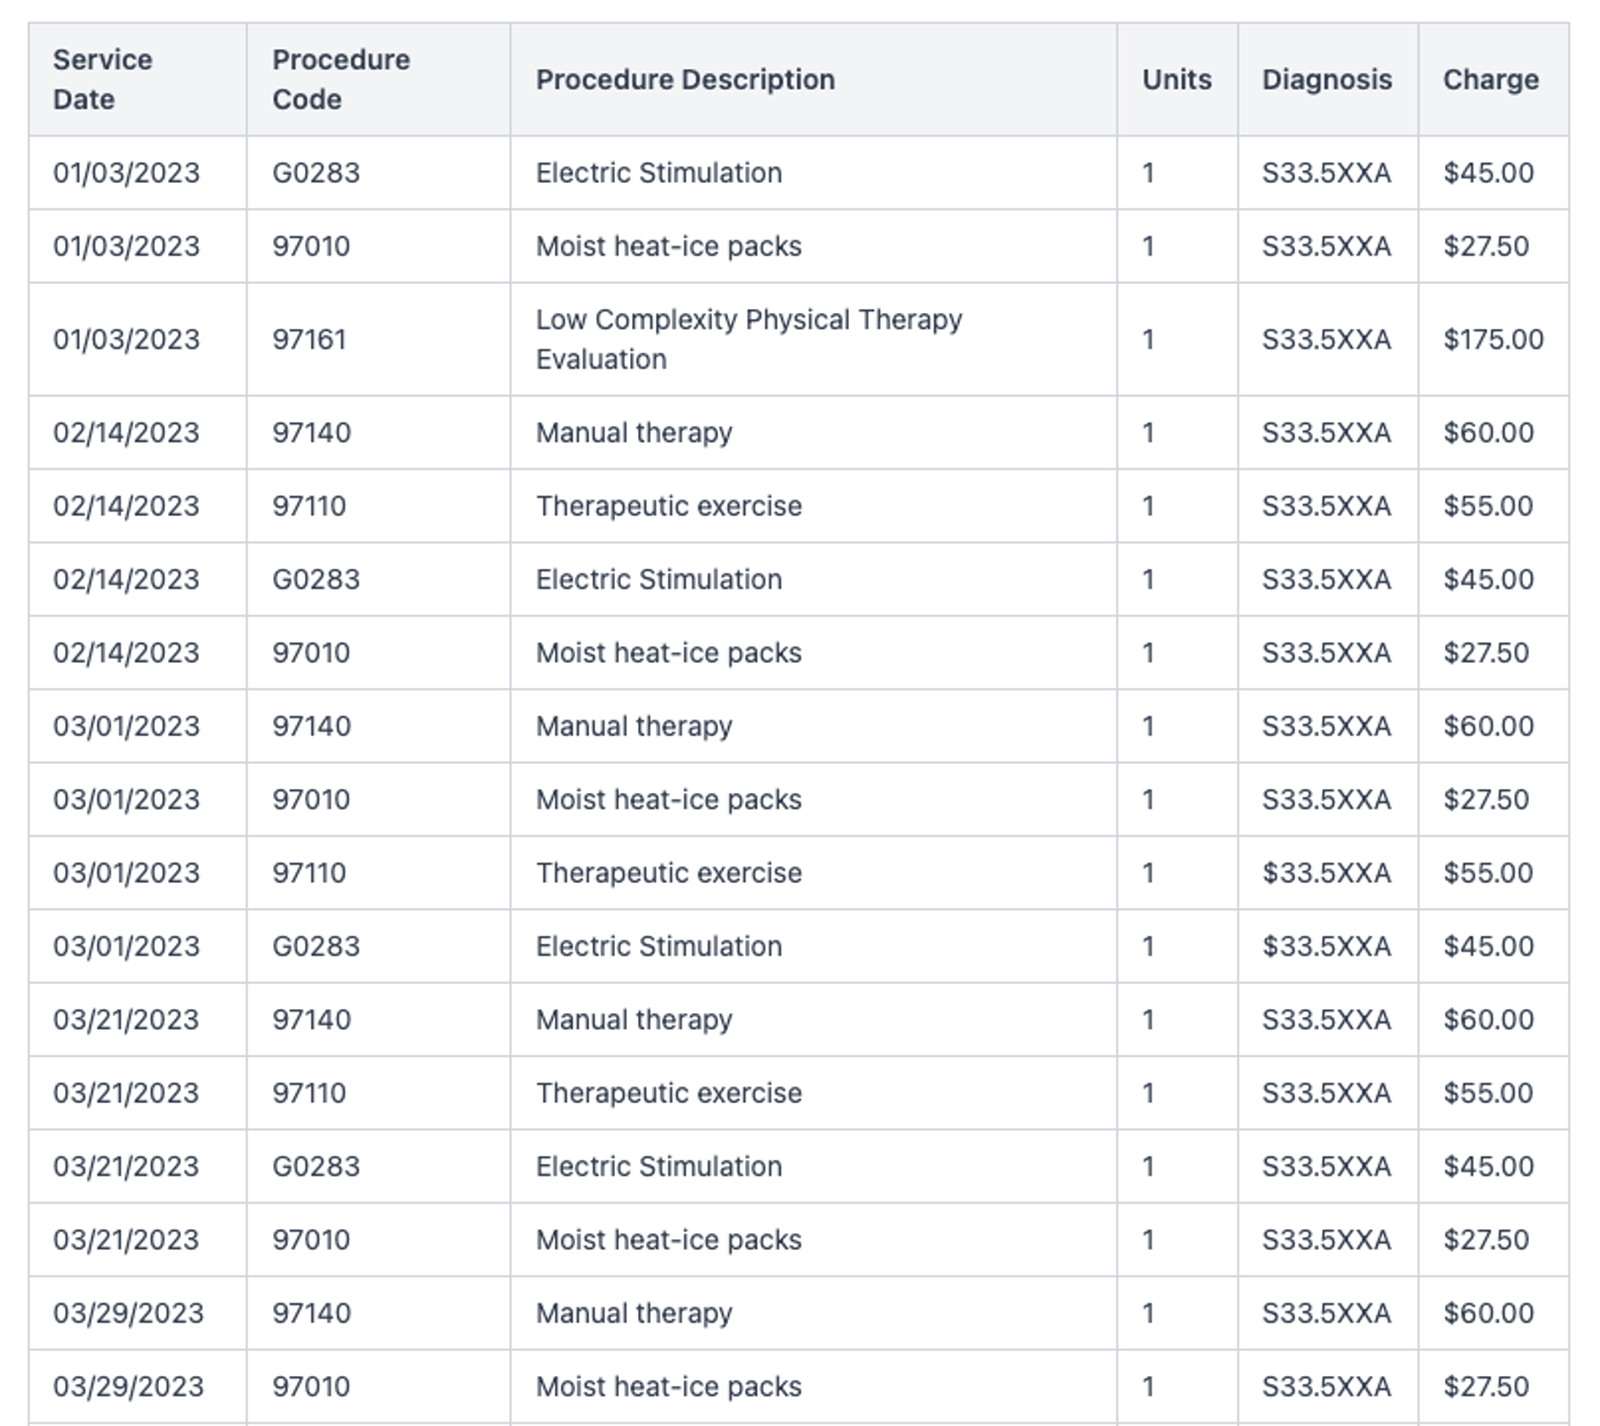 Service Date | Procedure Code | Procedure Description | Units | Diagnosis | Charge
01/03/2023 | G0283 | Electric Stimulation | 1 | S33.5XXA | $45.00
01/03/2023 | 97010 | Moist heat-ice packs | 1 | S33.5XXA | $27.50
01/03/2023 | 97161 | Low Complexity Physical Therapy Evaluation | 1 | S33.5XXA | $175.00
02/14/2023 | 97140 | Manual therapy | 1 | S33.5XXA | $60.00
02/14/2023 | 97110 | Therapeutic exercise | 1 | S33.5XXA | $55.00
02/14/2023 | G0283 | Electric Stimulation | 1 | S33.5XXA | $45.00
02/14/2023 | 97010 | Moist heat-ice packs | 1 | S33.5XXA | $27.50
03/01/2023 | 97140 | Manual therapy | 1 | S33.5XXA | $60.00
03/01/2023 | 97010 | Moist heat-ice packs | 1 | S33.5XXA | $27.50
03/01/2023 | 97110 | Therapeutic exercise | 1 | $33.5XXA | $55.00
03/01/2023 | G0283 | Electric Stimulation | 1 | $33.5XXA | $45.00
03/21/2023 | 97140 | Manual therapy | 1 | S33.5XXA | $60.00
03/21/2023 | 97110 | Therapeutic exercise | 1 | S33.5XXA | $55.00
03/21/2023 | G0283 | Electric Stimulation | 1 | S33.5XXA | $45.00
03/21/2023 | 97010 | Moist heat-ice packs | 1 | S33.5XXA | $27.50
03/29/2023 | 97140 | Manual therapy | 1 | S33.5XXA | $60.00
03/29/2023 | 97010 | Moist heat-ice packs | 1 | S33.5XXA | $27.50